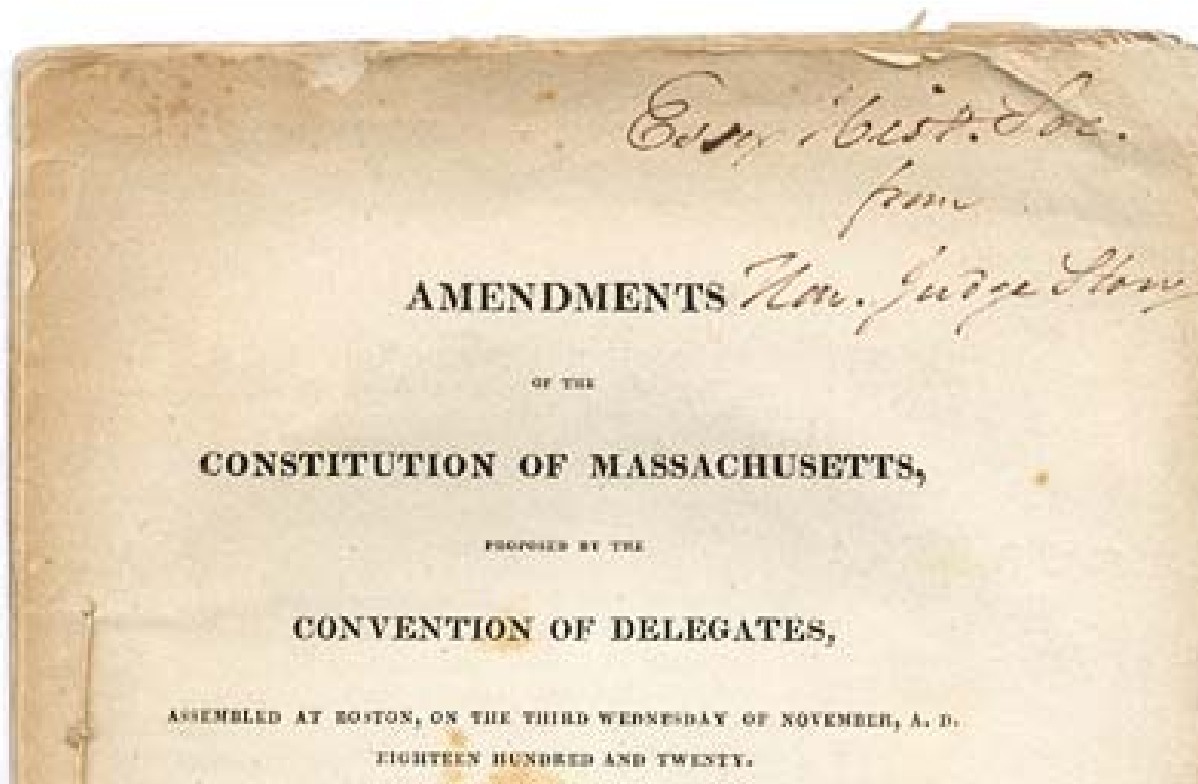 Essex Hist. Soc.
from
Hon. Judge Story
AMENDMENTS
OF THE
CONSTITUTION OF MASSACHUSETTS,
PROPOSED BY THE
CONVENTION OF DELEGATES,
ASSEMBLED AT BOSTON, ON THE THIRD WEDNESDAY OF NOVEMBER, A. D.
EIGHTEEN HUNDRED AND TWENTY.